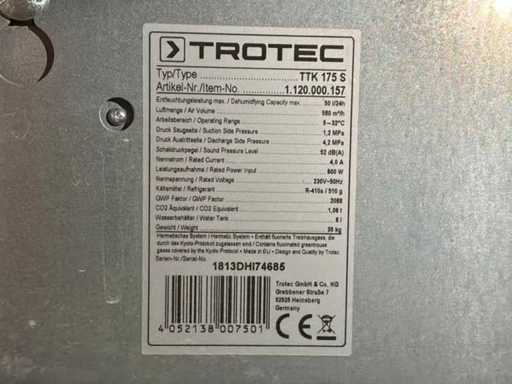 TROTEC
Typ/Type TTK 175 S
Artikel-Nr./Item-No. 1.120.000.157
Entfeuchtungsleistung max. / Dehumidifying Capacity max. 50 l/24h
Luftmenge / Air Volume 580 m³/h
Arbeitsbereich / Operating Range 5–32°C
Druck Saugseite / Suction Side Pressure 1,2 MPa
Druck Austrittseite / Discharge Side Pressure 4,2 MPa
Schalldruckpegel / Sound Pressure Level 52 dB(A)
Nennstrom / Rated Current 4,0 A
Leistungsaufnahme / Rated Power Input 900 W
Nennspannung / Rated Voltage 230V~50Hz
Kältemittel / Refrigerant R-410a / 510 g
GWP Faktor / GWP Factor 2088
CO2 Äquivalent / CO2 Equivalent 1,06 t
Wasserbehälter / Water Tank 6 l
Gewicht / Weight 36 kg
Hermetisches System / Hermetic System • Enthält fluorierte Treibhausgase, die
durch das Kyoto-Protokoll zugelassen sind / Contains fluorinated greenhouse
gases covered by the Kyoto Protocol • Made in EU • Design and Quality by Trotec
Serien-Nr./Serial-No.
1813DHI74685
4 052138 007501
Trotec GmbH & Co. KG
Grebbener Straße 7
52525 Heinsberg
Germany
CE